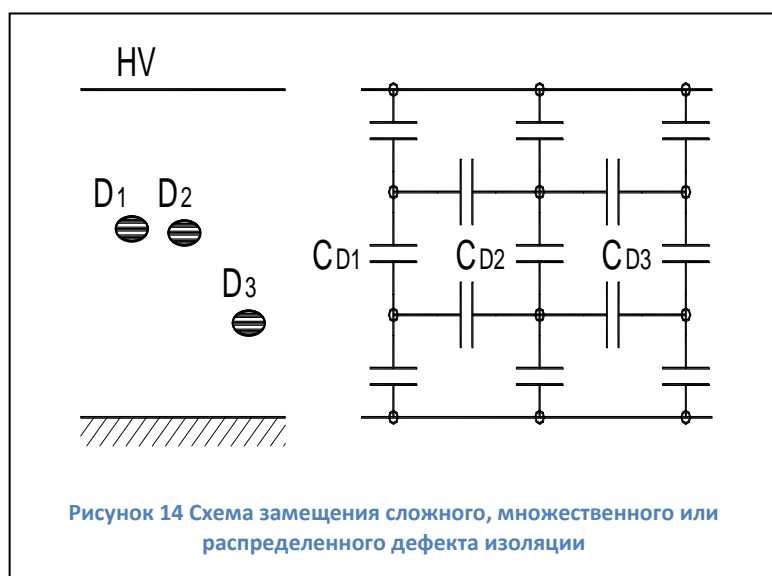 HV
D1 D2
D3
CD1 CD2 CD3
Рисунок 14 Схема замещения сложного, множественного или
распределенного дефекта изоляции